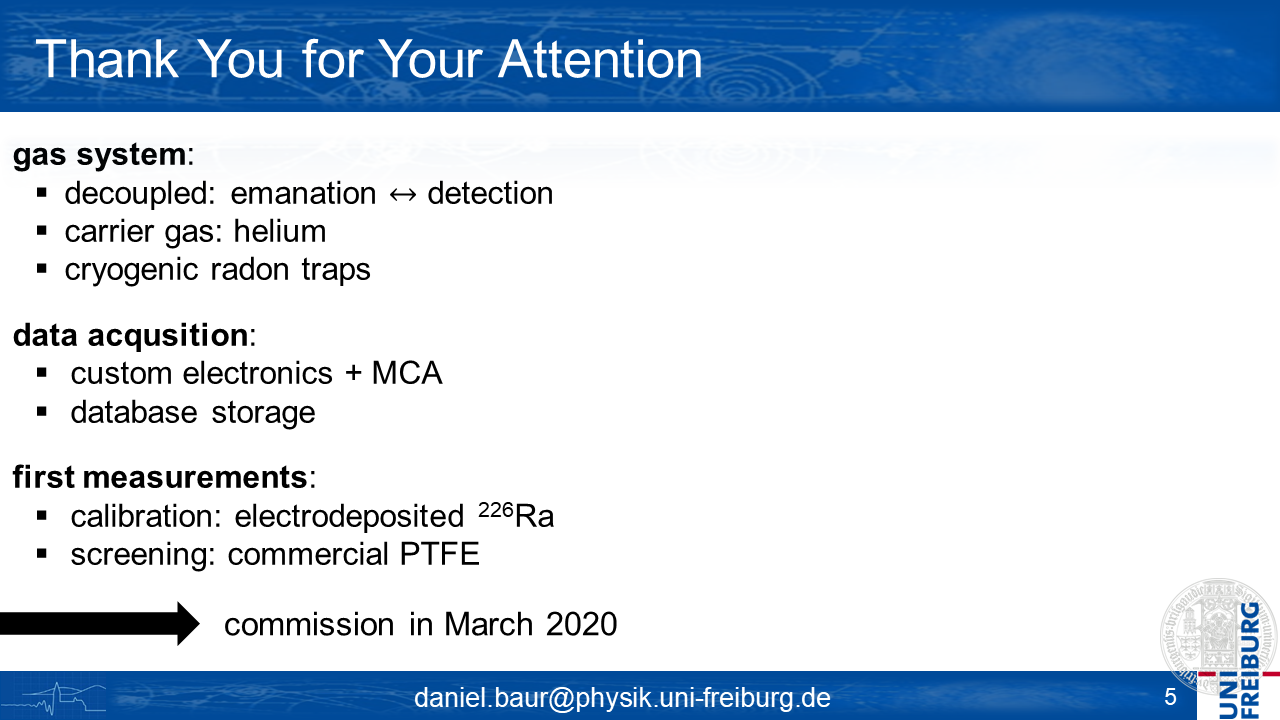 Thank You for Your Attention
gas system:
▪ decoupled: emanation ↔ detection
▪ carrier gas: helium
▪ cryogenic radon traps
data acqusition:
▪ custom electronics + MCA
▪ database storage
first measurements:
▪ calibration: electrodeposited ²²⁶Ra
▪ screening: commercial PTFE
commission in March 2020
daniel.baur@physik.uni-freiburg.de
5
UNI
FREIBURG